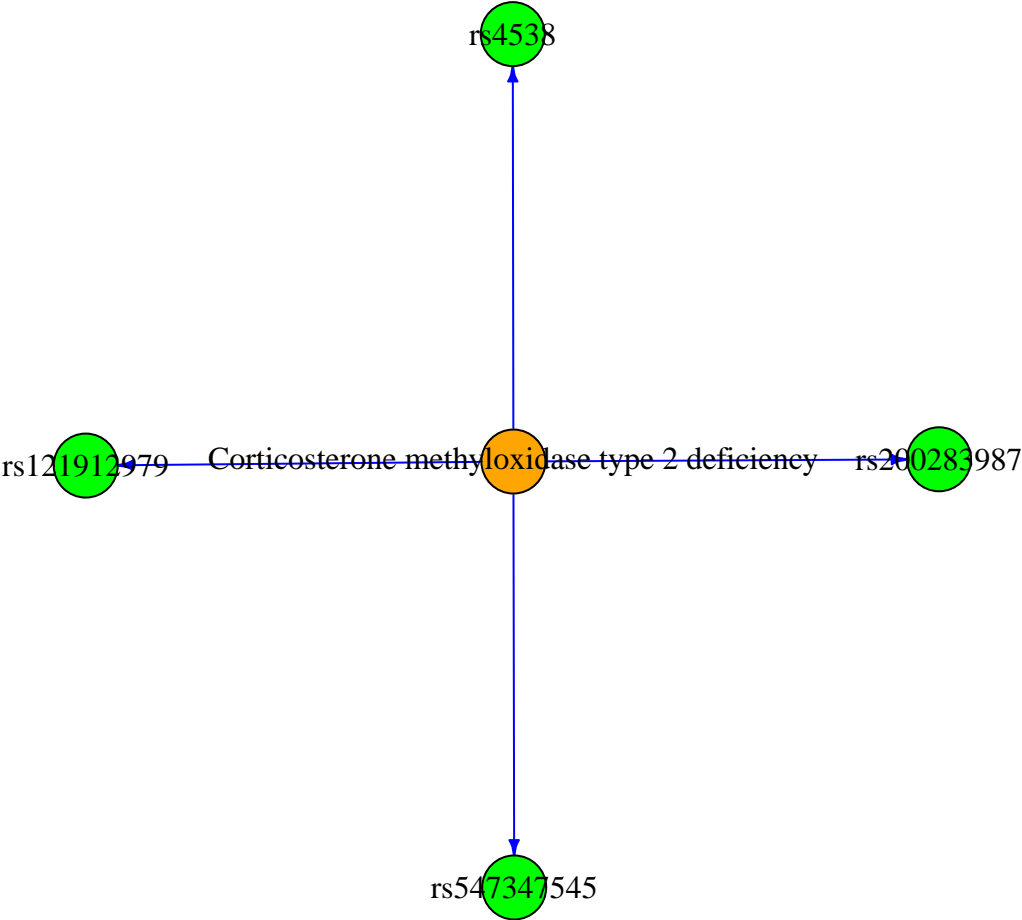 rs4538
rs121912979
Corticosterone methyloxidase type 2 deficiency
rs200283987
rs547347545